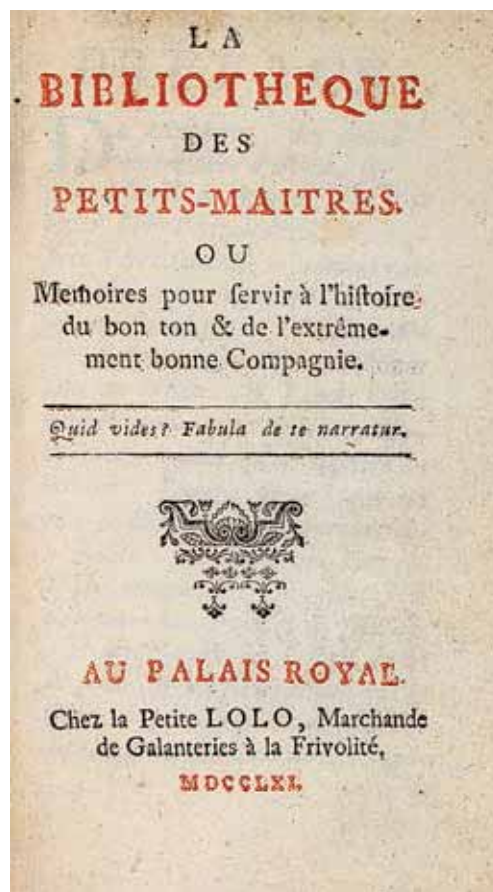 LA
BIBLIOTHEQUE
DES
PETITS-MAITRES.
OU
Memoires pour ſervir à l'hiſtoire
du bon ton & de l'extrême-
ment bonne Compagnie.
Quid vides? Fabula de te narratur.
AU PALAIS ROYAL.
Chez la Petite LOLO, Marchande
de Galanteries à la Frivolité,
MDCCLXI.